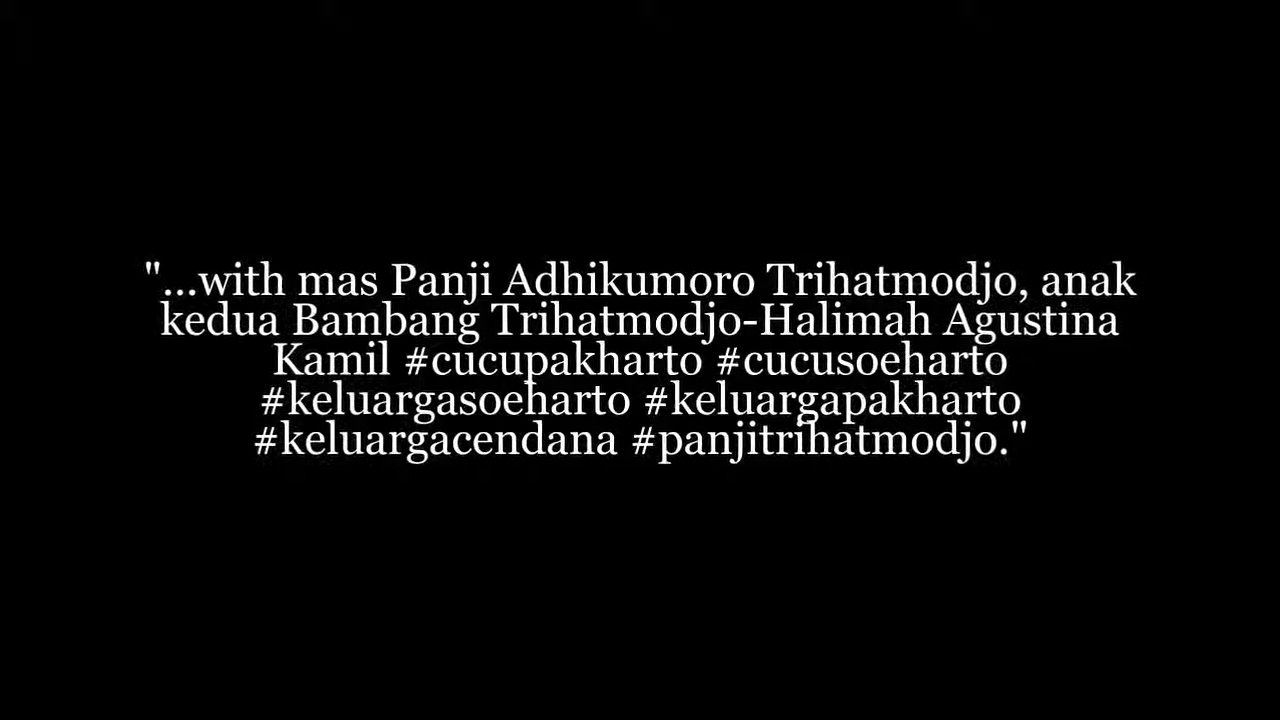 "...with mas Panji Adhikumoro Trihatmodjo, anak
kedua Bambang Trihatmodjo-Halimah Agustina
Kamil #cucupakharto #cucusoeharto
#keluargasoeharto #keluargapakharto
#keluargacendana #panjitrihatmodjo."